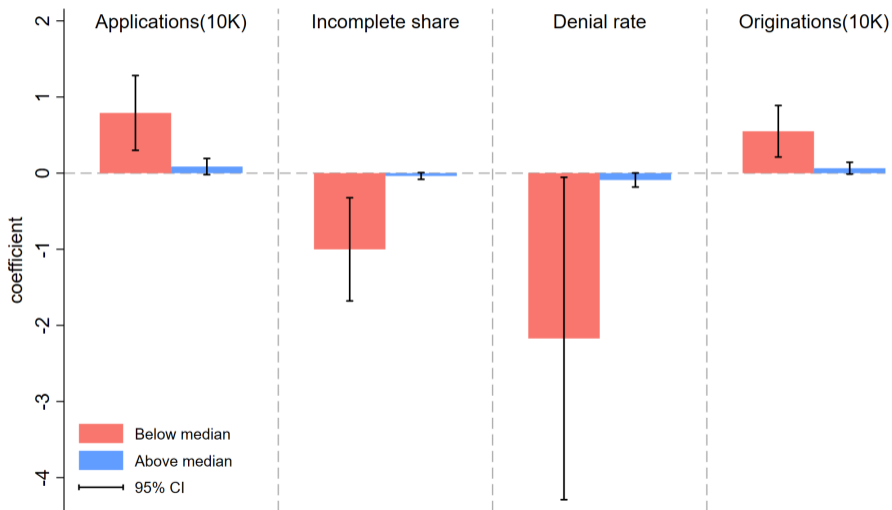 Applications(10K)
Incomplete share
Denial rate
Originations(10K)
coefficient
2
1
0
-1
-2
-3
-4
Below median
Above median
95% CI